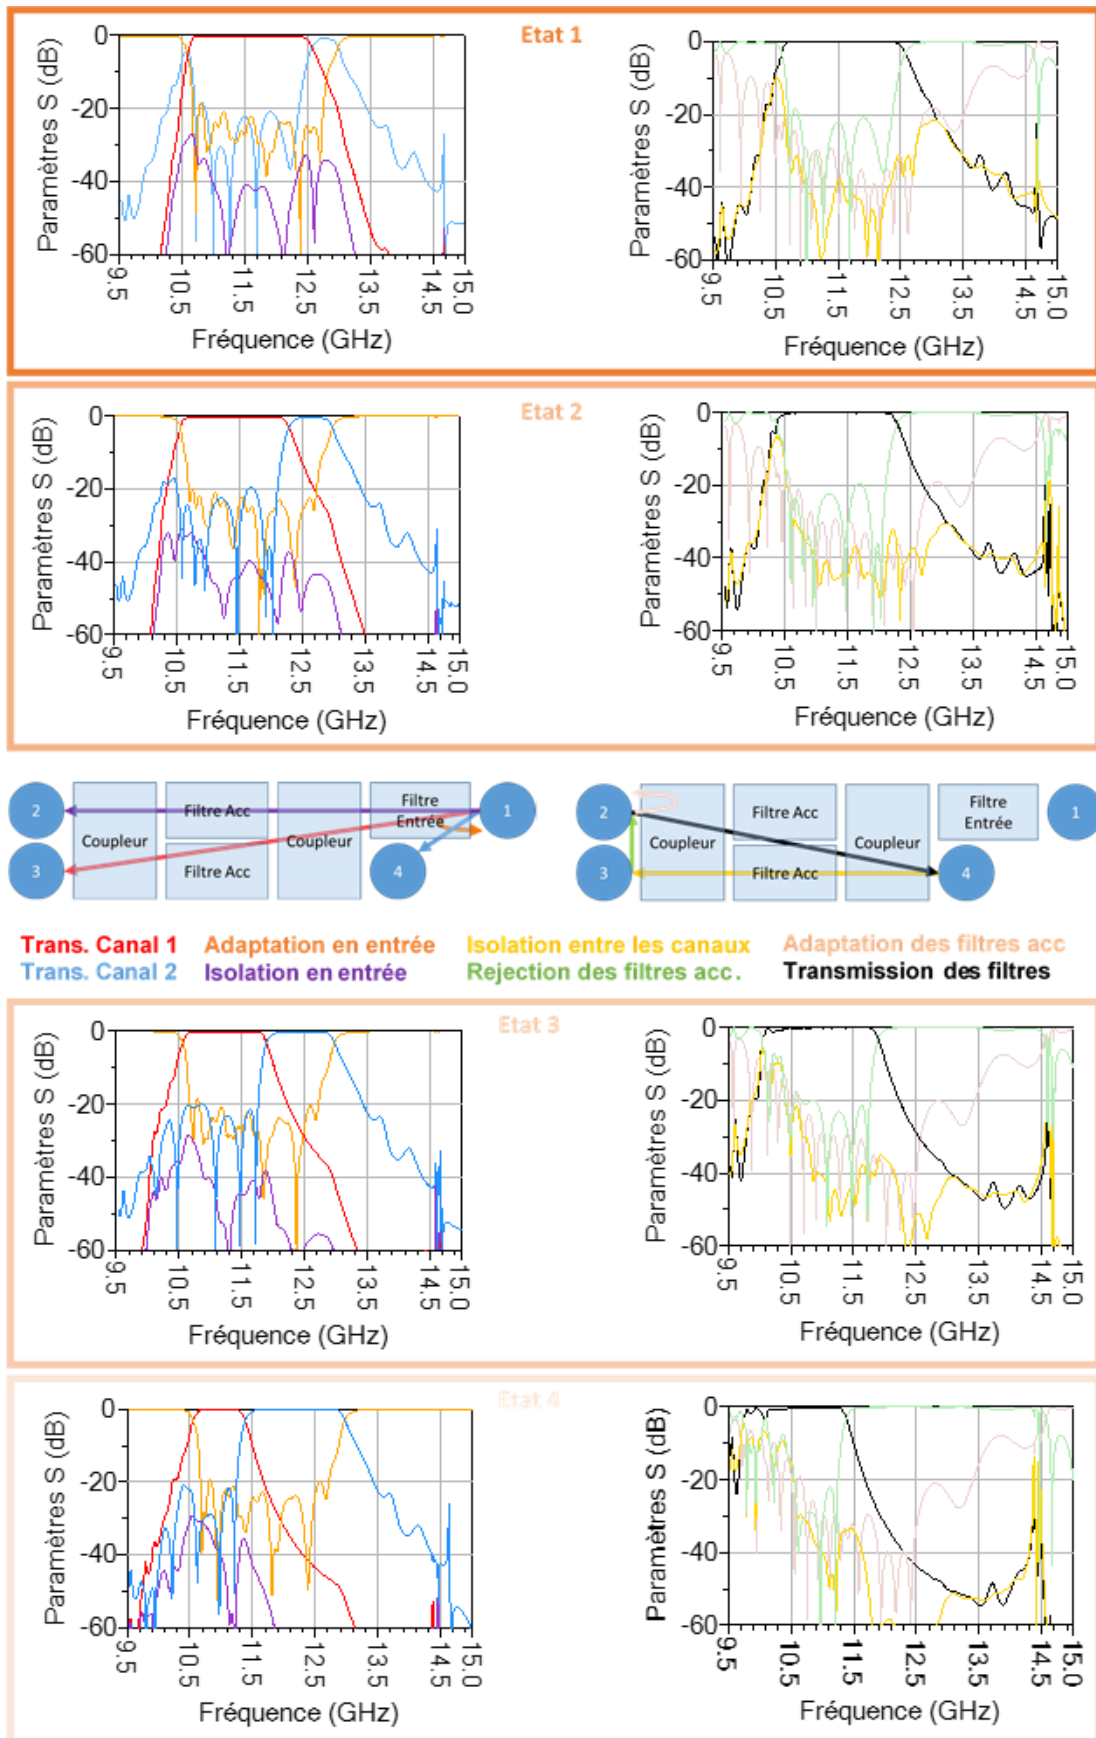 Etat 1
Paramètres S (dB)
0
-20
-40
-60
9.5
10.5
11.5
12.5
13.5
14.5
15.0
Fréquence (GHz)
Paramètres S (dB)
0
-20
-40
-60
9.5
10.5
11.5
12.5
13.5
14.5
15.0
Fréquence (GHz)
Etat 2
Paramètres S (dB)
0
-20
-40
-60
9.5
10.5
11.5
12.5
13.5
14.5
15.0
Fréquence (GHz)
Paramètres S (dB)
0
-20
-40
-60
9.5
10.5
11.5
12.5
13.5
14.5
15.0
Fréquence (GHz)
2
3
Coupleur
Filtre Acc
Filtre Acc
Coupleur
Filtre
Entrée
1
4
2
3
Coupleur
Filtre Acc
Filtre Acc
Coupleur
Filtre
Entrée
1
4
Trans. Canal 1
Adaptation en entrée
Isolation entre les canaux
Adaptation des filtres acc
Trans. Canal 2
Isolation en entrée
Rejection des filtres acc.
Transmission des filtres
Etat 3
Paramètres S (dB)
0
-20
-40
-60
9.5
10.5
11.5
12.5
13.5
14.5
15.0
Fréquence (GHz)
Paramètres S (dB)
0
-20
-40
-60
9.5
10.5
11.5
12.5
13.5
14.5
15.0
Fréquence (GHz)
Etat 4
Paramètres S (dB)
0
-20
-40
-60
9.5
10.5
11.5
12.5
13.5
14.5
15.0
Fréquence (GHz)
Paramètres S (dB)
0
-20
-40
-60
9.5
10.5
11.5
12.5
13.5
14.5
15.0
Fréquence (GHz)